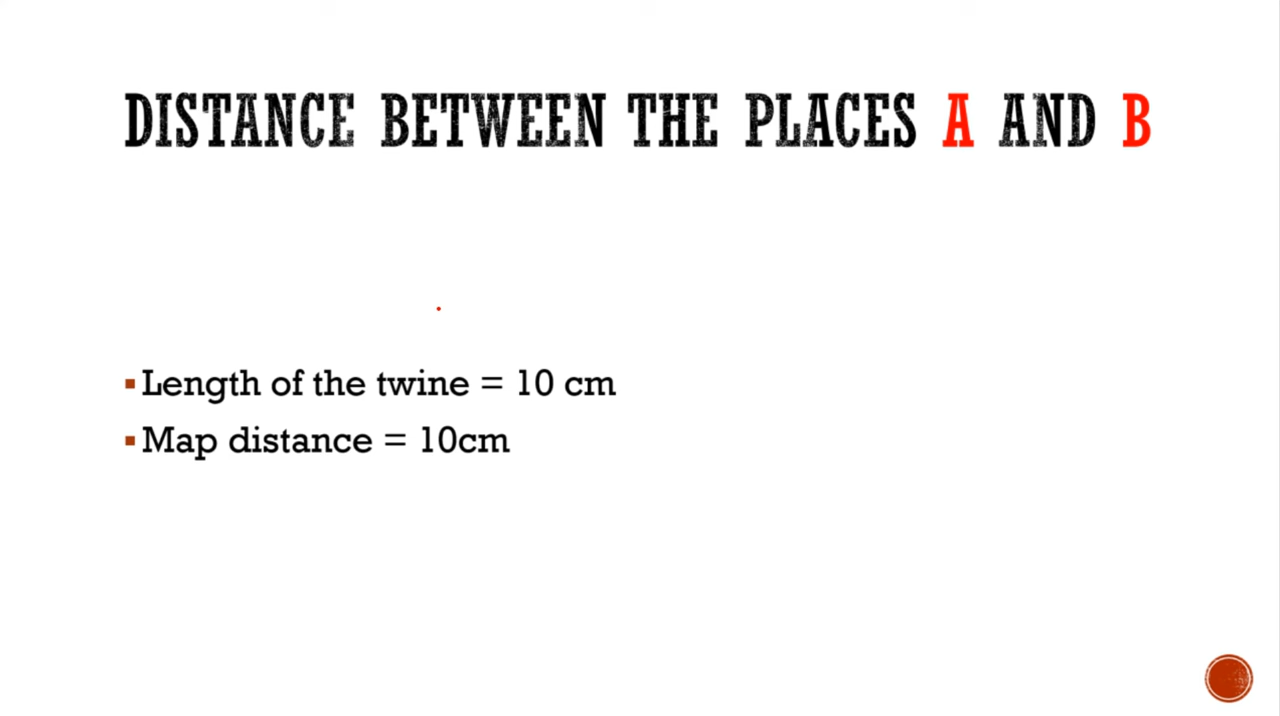 DISTANCE BETWEEN THE PLACES A AND B
Length of the twine = 10 cm
Map distance = 10cm